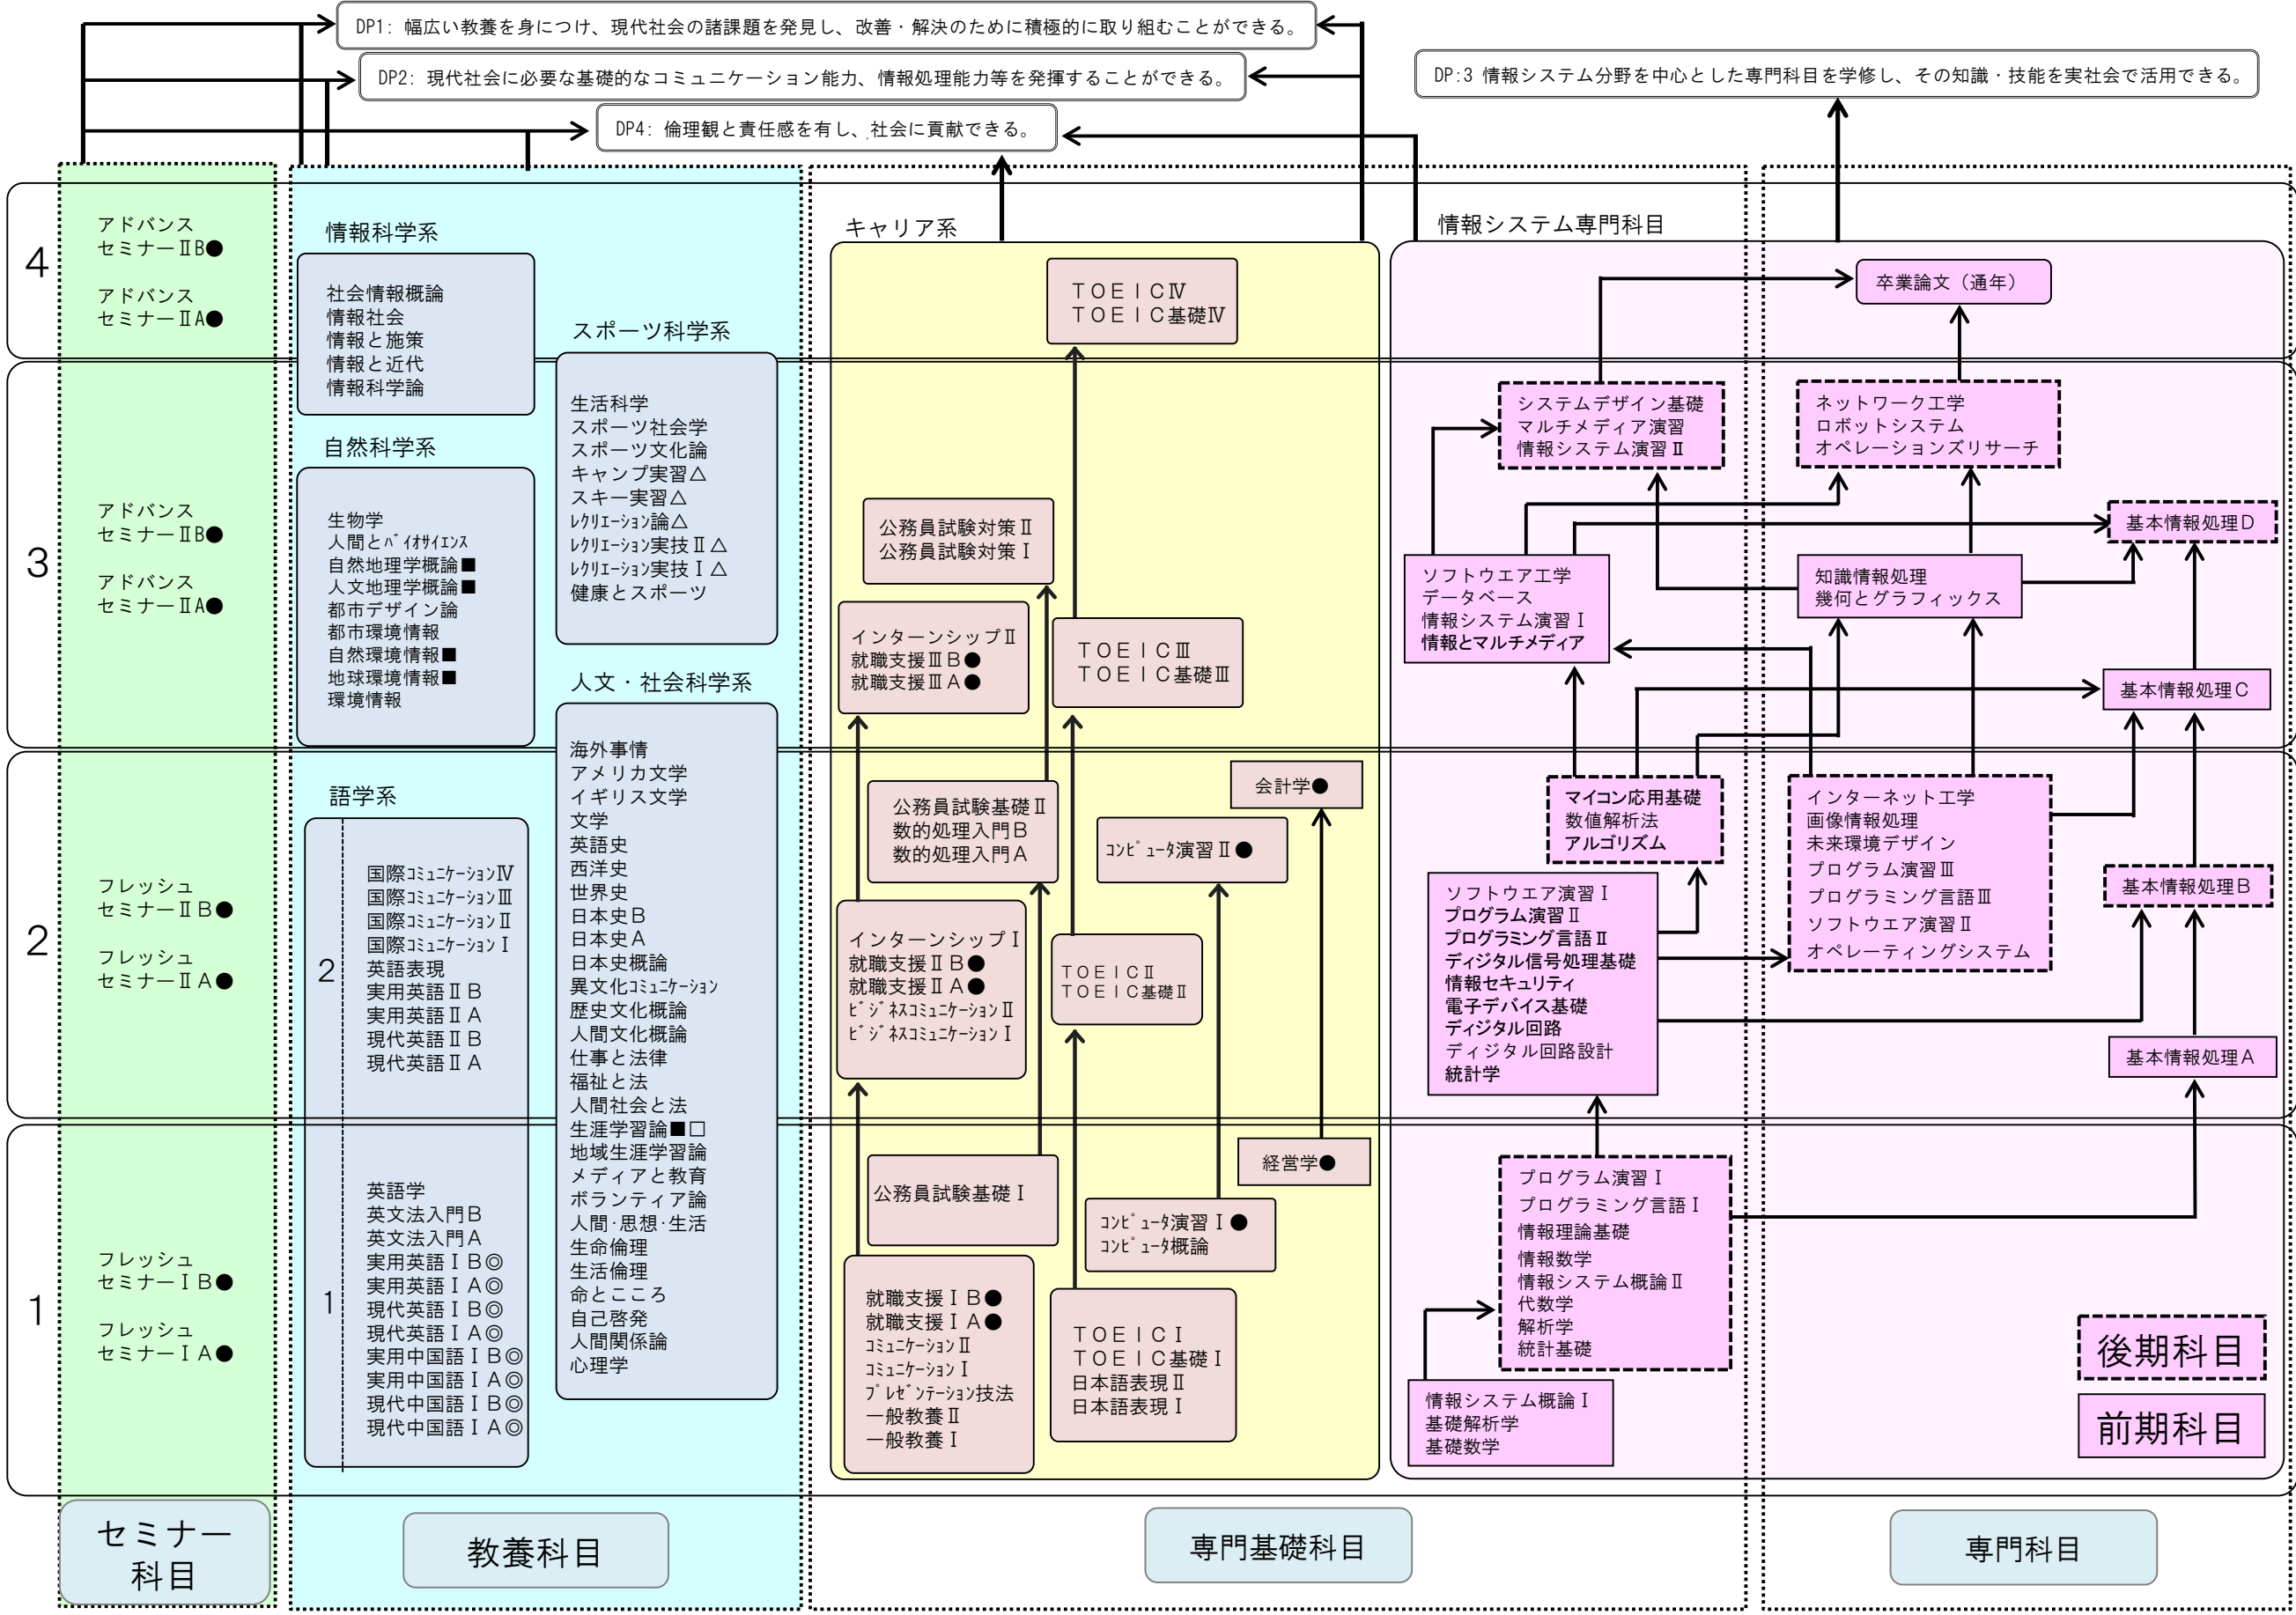 DP1: 幅広い教養を身につけ、現代社会の諸課題を発見し、改善・解決のために積極的に取り組むことができる。
DP2: 現代社会に必要な基礎的なコミュニケーション能力、情報処理能力等を発揮することができる。
DP:3 情報システム分野を中心とした専門科目を学修し、その知識・技能を実社会で活用できる。
DP4: 倫理観と責任感を有し、社会に貢献できる。
4
3
2
1
アドバンス
セミナーⅡB●
アドバンス
セミナーⅡA●
アドバンス
セミナーⅡB●
アドバンス
セミナーⅡA●
フレッシュ
セミナーⅡB●
フレッシュ
セミナーⅡA●
フレッシュ
セミナーⅠB●
フレッシュ
セミナーⅠA●
セミナー
科目
情報科学系
社会情報概論
情報社会
情報と施策
情報と近代
情報科学論
自然科学系
生物学
人間とバイオサイエンス
自然地理学概論■
人文地理学概論■
都市デザイン論
都市環境情報
自然環境情報■
地球環境情報■
環境情報
語学系
2
国際コミュニケーションⅣ
国際コミュニケーションⅢ
国際コミュニケーションⅡ
国際コミュニケーションⅠ
英語表現
実用英語ⅡB
実用英語ⅡA
現代英語ⅡB
現代英語ⅡA
1
英語学
英文法入門B
英文法入門A
実用英語ⅠB◎
実用英語ⅠA◎
現代英語ⅠB◎
現代英語ⅠA◎
実用中国語ⅠB◎
実用中国語ⅠA◎
現代中国語ⅠB◎
現代中国語ⅠA◎
スポーツ科学系
生活科学
スポーツ社会学
スポーツ文化論
キャンプ実習△
スキー実習△
レクリエーション論△
レクリエーション実技Ⅱ△
レクリエーション実技Ⅰ△
健康とスポーツ
人文・社会科学系
海外事情
アメリカ文学
イギリス文学
文学
英語史
西洋史
世界史
日本史B
日本史A
日本史概論
異文化コミュニケーション
歴史文化概論
人間文化概論
仕事と法律
福祉と法
人間社会と法
生涯学習論■□
地域生涯学習論
メディアと教育
ボランティア論
人間・思想・生活
生命倫理
生活倫理
命とこころ
自己啓発
人間関係論
心理学
教養科目
キャリア系
TOEICⅣ
TOEIC基礎Ⅳ
公務員試験対策Ⅱ
公務員試験対策Ⅰ
インターンシップⅡ
就職支援ⅢB●
就職支援ⅢA●
TOEICⅢ
TOEIC基礎Ⅲ
会計学●
公務員試験基礎Ⅱ
数的処理入門B
数的処理入門A
コンピュータ演習Ⅱ●
インターンシップⅠ
就職支援ⅡB●
就職支援ⅡA●
ビジネスコミュニケーションⅡ
ビジネスコミュニケーションⅠ
TOEICⅡ
TOEIC基礎Ⅱ
経営学●
公務員試験基礎Ⅰ
コンピュータ演習Ⅰ●
コンピュータ概論
就職支援ⅠB●
就職支援ⅠA●
コミュニケーションⅡ
コミュニケーションⅠ
プレゼンテーション技法
一般教養Ⅱ
一般教養Ⅰ
TOEICⅠ
TOEIC基礎Ⅰ
日本語表現Ⅱ
日本語表現Ⅰ
専門基礎科目
情報システム専門科目
卒業論文（通年）
システムデザイン基礎
マルチメディア演習
情報システム演習Ⅱ
ネットワーク工学
ロボットシステム
オペレーションズリサーチ
基本情報処理D
ソフトウエア工学
データベース
情報システム演習Ⅰ
情報とマルチメディア
知識情報処理
幾何とグラフィックス
基本情報処理C
マイコン応用基礎
数値解析法
アルゴリズム
インターネット工学
画像情報処理
未来環境デザイン
プログラム演習Ⅲ
プログラミング言語Ⅲ
ソフトウエア演習Ⅱ
オペレーティングシステム
基本情報処理B
ソフトウエア演習Ⅰ
プログラム演習Ⅱ
プログラミング言語Ⅱ
ディジタル信号処理基礎
情報セキュリティ
電子デバイス基礎
ディジタル回路
ディジタル回路設計
統計学
基本情報処理A
プログラム演習Ⅰ
プログラミング言語Ⅰ
情報理論基礎
情報数学
情報システム概論Ⅱ
代数学
解析学
統計基礎
情報システム概論Ⅰ
基礎解析学
基礎数学
後期科目
前期科目
専門科目